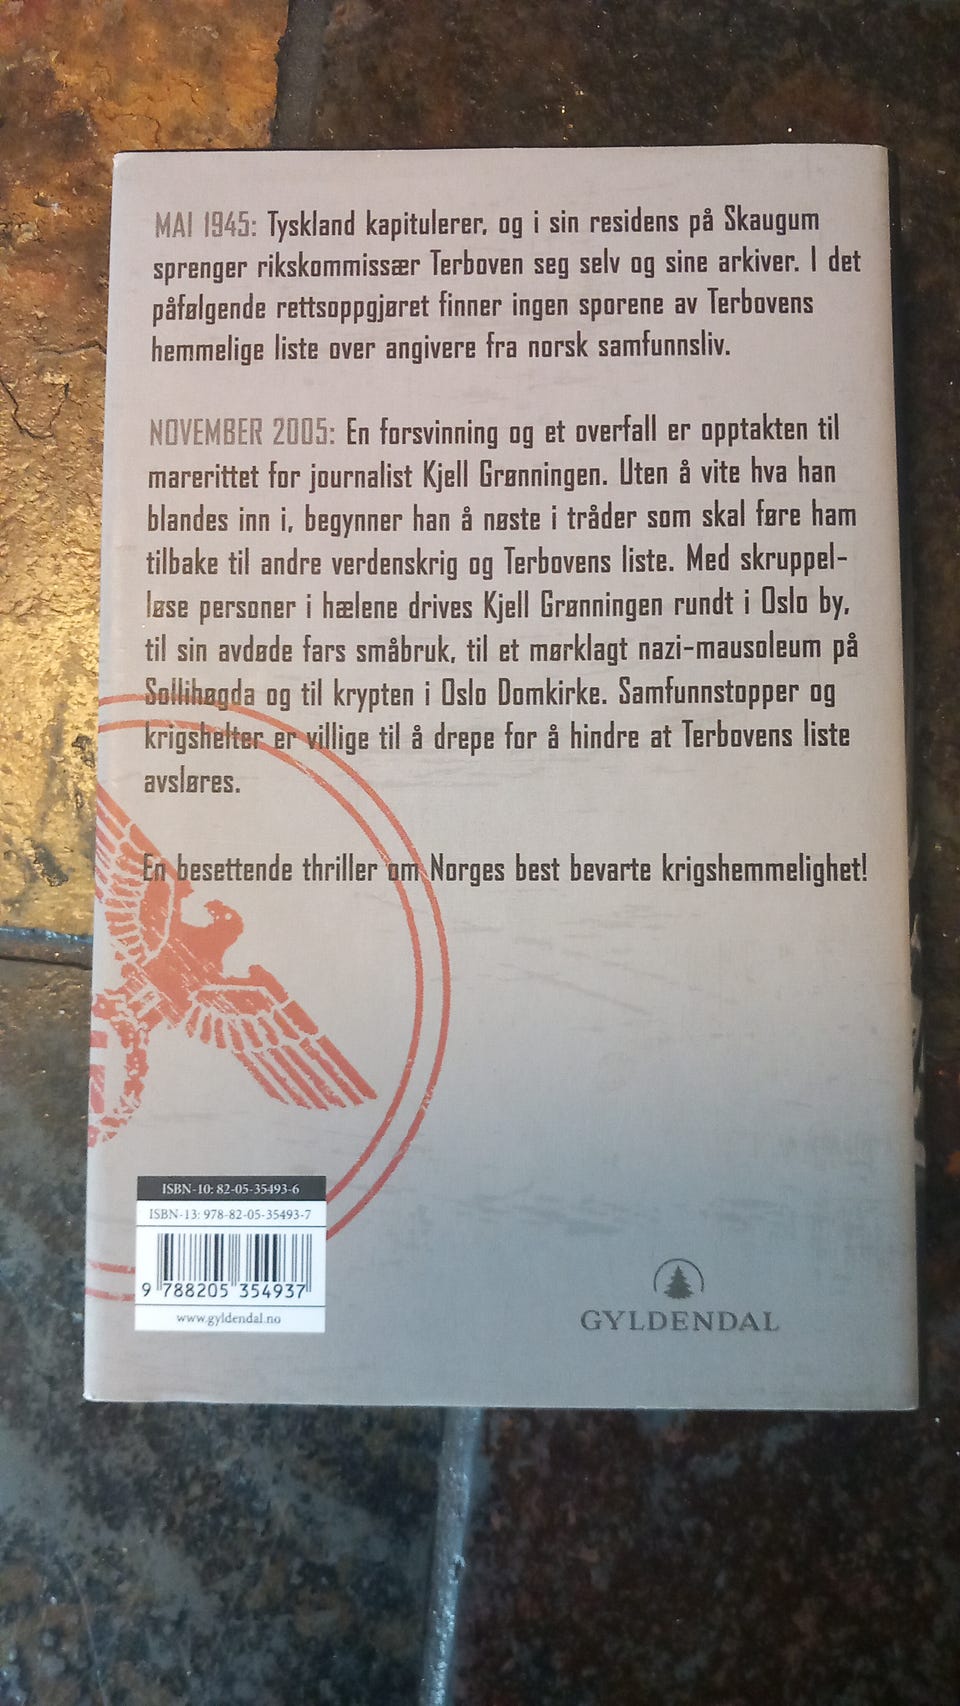 MAI 1945: Tyskland kapitulerer, og i sin residens på Skaugum
sprenger rikskommissær Terboven seg selv og sine arkiver. I det
påfølgende rettsoppgjøret finner ingen sporene av Terbovens
hemmelige liste over angivere fra norsk samfunnsliv.
NOVEMBER 2005: En forsvinning og et overfall er opptakten til
marerittet for journalist Kjell Grønningen. Uten å vite hva han
blandes inn i, begynner han å nøste i tråder som skal føre ham
tilbake til andre verdenskrig og Terbovens liste. Med skruppel-
løse personer i hælene drives Kjell Grønningen rundt i Oslo by,
til sin avdøde fars småbruk, til et mørklagt nazi-mausoleum på
Sollihøgda og til krypten i Oslo Domkirke. Samfunnstopper og
krigshelter er villige til å drepe for å hindre at Terbovens liste
avsløres.
En besettende thriller om Norges best bevarte krigshemmelighet!
ISBN-10: 82-05-35493-6
ISBN-13: 978-82-05-35493-7
9 788205 354937
www.gyldendal.no
GYLDENDAL